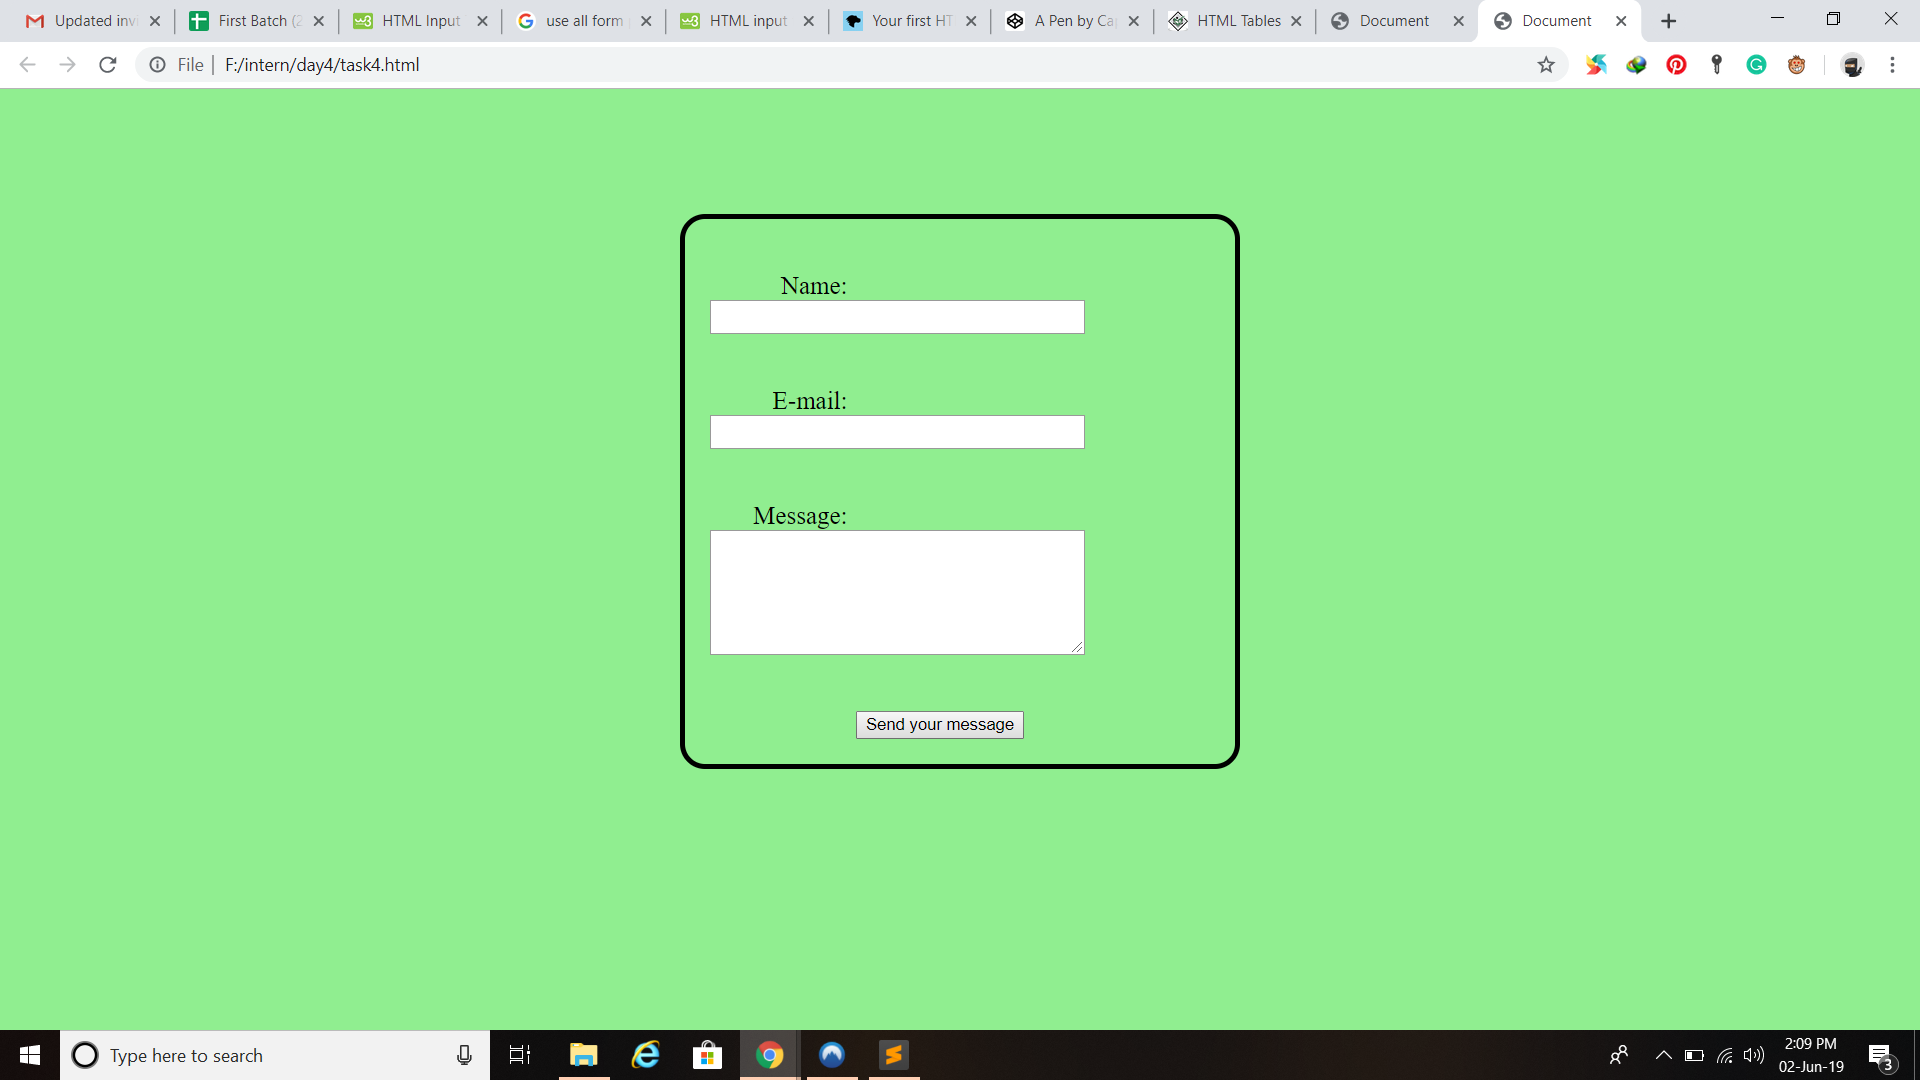 Updated invi
First Batch (2
HTML Input
use all form
HTML input
Your first HT
A Pen by Ca
HTML Tables
Document
Document
File | F:/intern/day4/task4.html
Name:
E-mail:
Message:
Send your message
Type here to search
2:09 PM
02-Jun-19
3